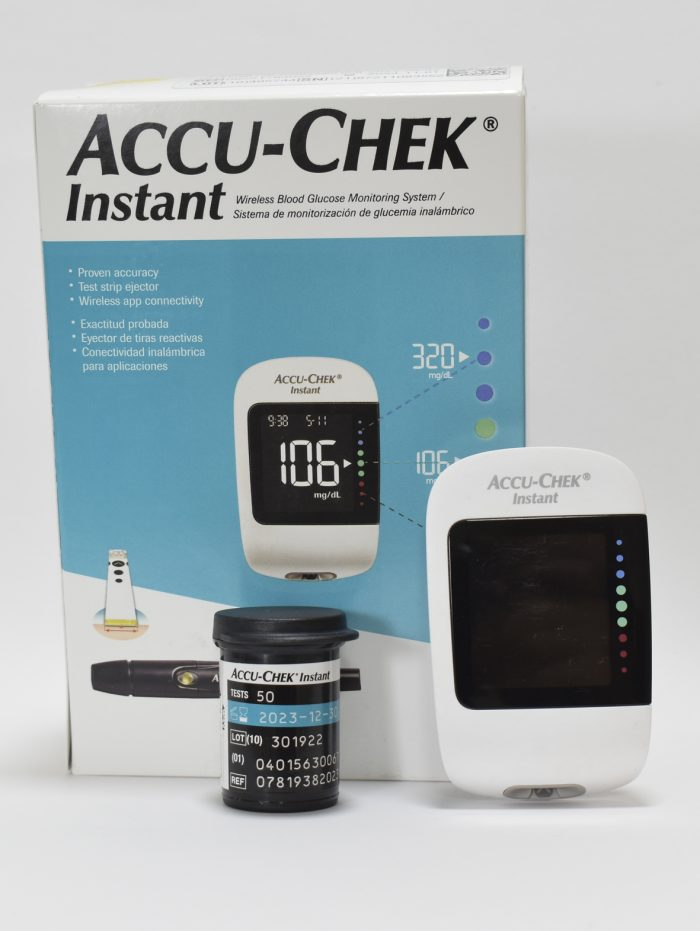 ACCU-CHEK®
Instant
Wireless Blood Glucose Monitoring System /
Sistema de monitorización de glucemia inalámbrico
• Proven accuracy
• Test strip ejector
• Wireless app connectivity
• Exactitud probada
• Eyector de tiras reactivas
• Conectividad inalámbrica
para aplicaciones
320
mg/dL
ACCU-CHEK®
Instant
9:38 5-11
106
mg/dL
106
ACCU-CHEK®
Instant
ACCU-CHEK® Instant
TESTS 50
2023-12-30
LOT (10) 301922
(01) 0401563006
REF 0781938202